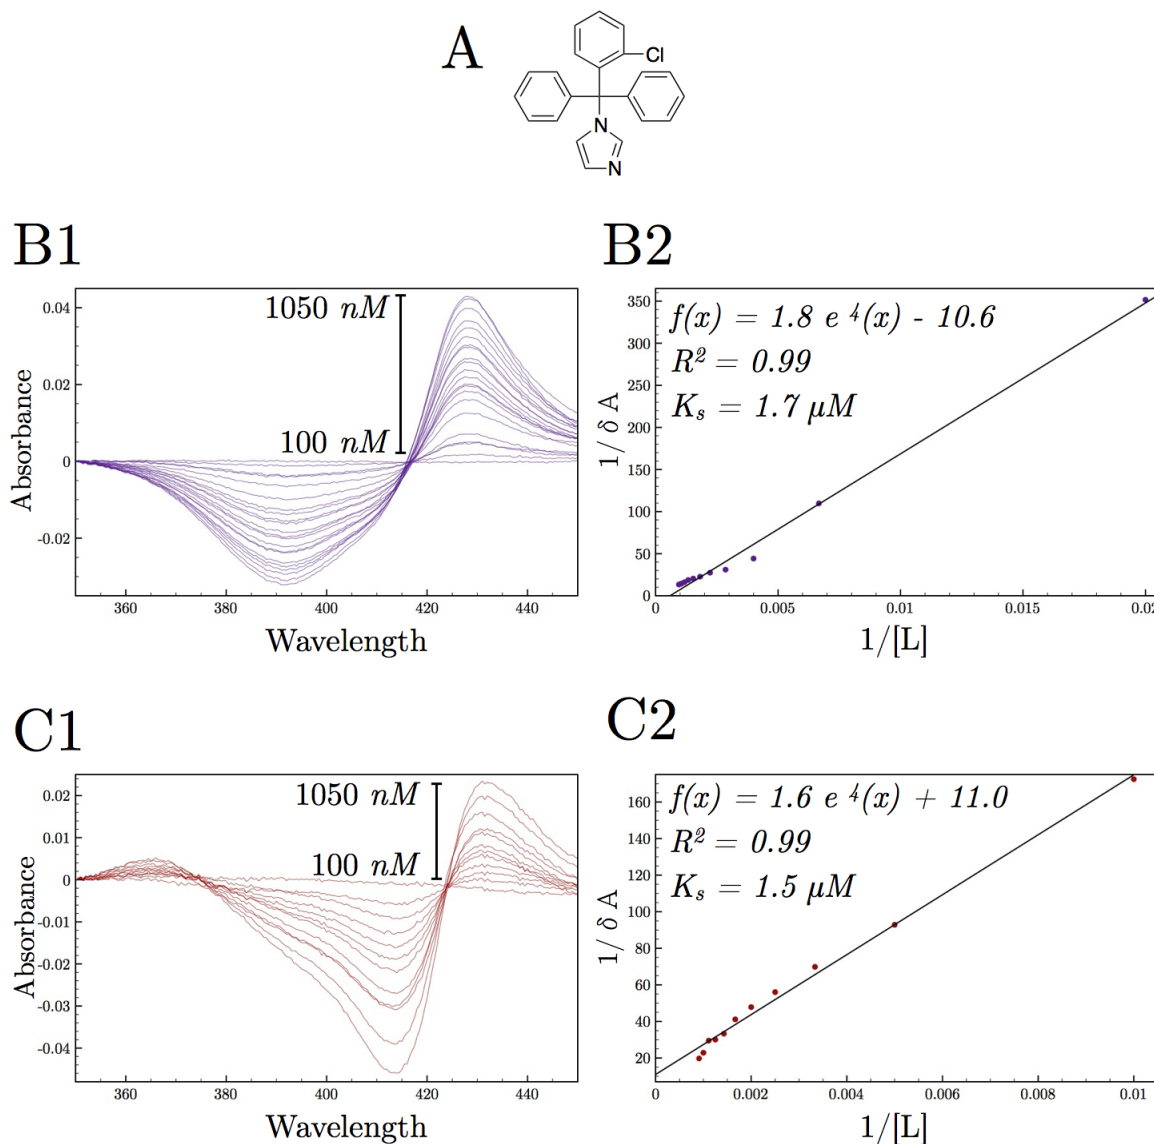 A
Cl
N
N
B1
1050 nM
100 nM
0.04
0.02
0
-0.02
360
400
420
440
Absorbance
Wavelength
B2
f(x) = 1.8 e ⁴(x) - 10.6
R² = 0.99
Kₛ = 1.7 μM
350
300
250
200
150
100
50
0
0
0.005
0.01
0.015
0.02
1/ δ A
1/[L]
C1
1050 nM
100 nM
0.02
0.01
0
-0.01
-0.02
-0.03
-0.04
360
380
400
420
440
Absorbance
Wavelength
C2
f(x) = 1.6 e ⁴(x) + 11.0
R² = 0.99
Kₛ = 1.5 μM
160
140
120
100
80
60
40
20
0
0.002
0.004
0.006
0.008
0.01
1/ δ A
1/[L]